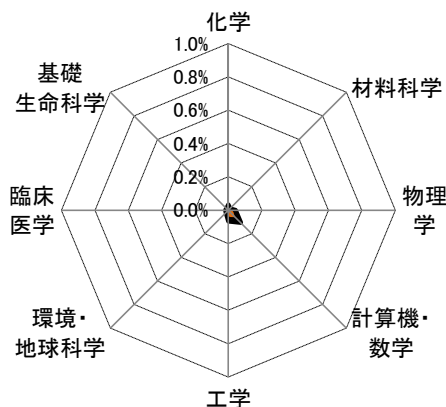 化学
1.0%
0.8%
0.6%
0.4%
0.2%
0.0%
基礎
生命科学
材料科学
臨床
医学
物理
学
環境・
地球科学
計算機・
数学
工学